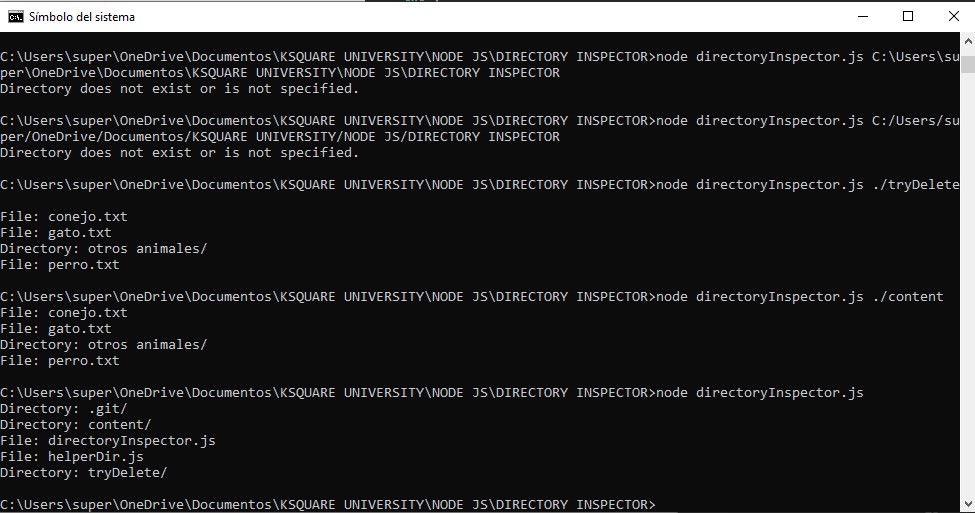 Símbolo del sistema
C:\Users\super\OneDrive\Documentos\KSQUARE UNIVERSITY\NODE JS\DIRECTORY INSPECTOR>node directoryInspector.js C:\Users\su
per\OneDrive\Documentos\KSQUARE UNIVERSITY\NODE JS\DIRECTORY INSPECTOR
Directory does not exist or is not specified.
C:\Users\super\OneDrive\Documentos\KSQUARE UNIVERSITY\NODE JS\DIRECTORY INSPECTOR>node directoryInspector.js C:/Users/su
per/OneDrive/Documentos/KSQUARE UNIVERSITY/NODE JS/DIRECTORY INSPECTOR
Directory does not exist or is not specified.
C:\Users\super\OneDrive\Documentos\KSQUARE UNIVERSITY\NODE JS\DIRECTORY INSPECTOR>node directoryInspector.js ./tryDelete
File: conejo.txt
File: gato.txt
Directory: otros animales/
File: perro.txt
C:\Users\super\OneDrive\Documentos\KSQUARE UNIVERSITY\NODE JS\DIRECTORY INSPECTOR>node directoryInspector.js ./content
File: conejo.txt
File: gato.txt
Directory: otros animales/
File: perro.txt
C:\Users\super\OneDrive\Documentos\KSQUARE UNIVERSITY\NODE JS\DIRECTORY INSPECTOR>node directoryInspector.js
Directory: .git/
Directory: content/
File: directoryInspector.js
File: helperDir.js
Directory: tryDelete/
C:\Users\super\OneDrive\Documentos\KSQUARE UNIVERSITY\NODE JS\DIRECTORY INSPECTOR>